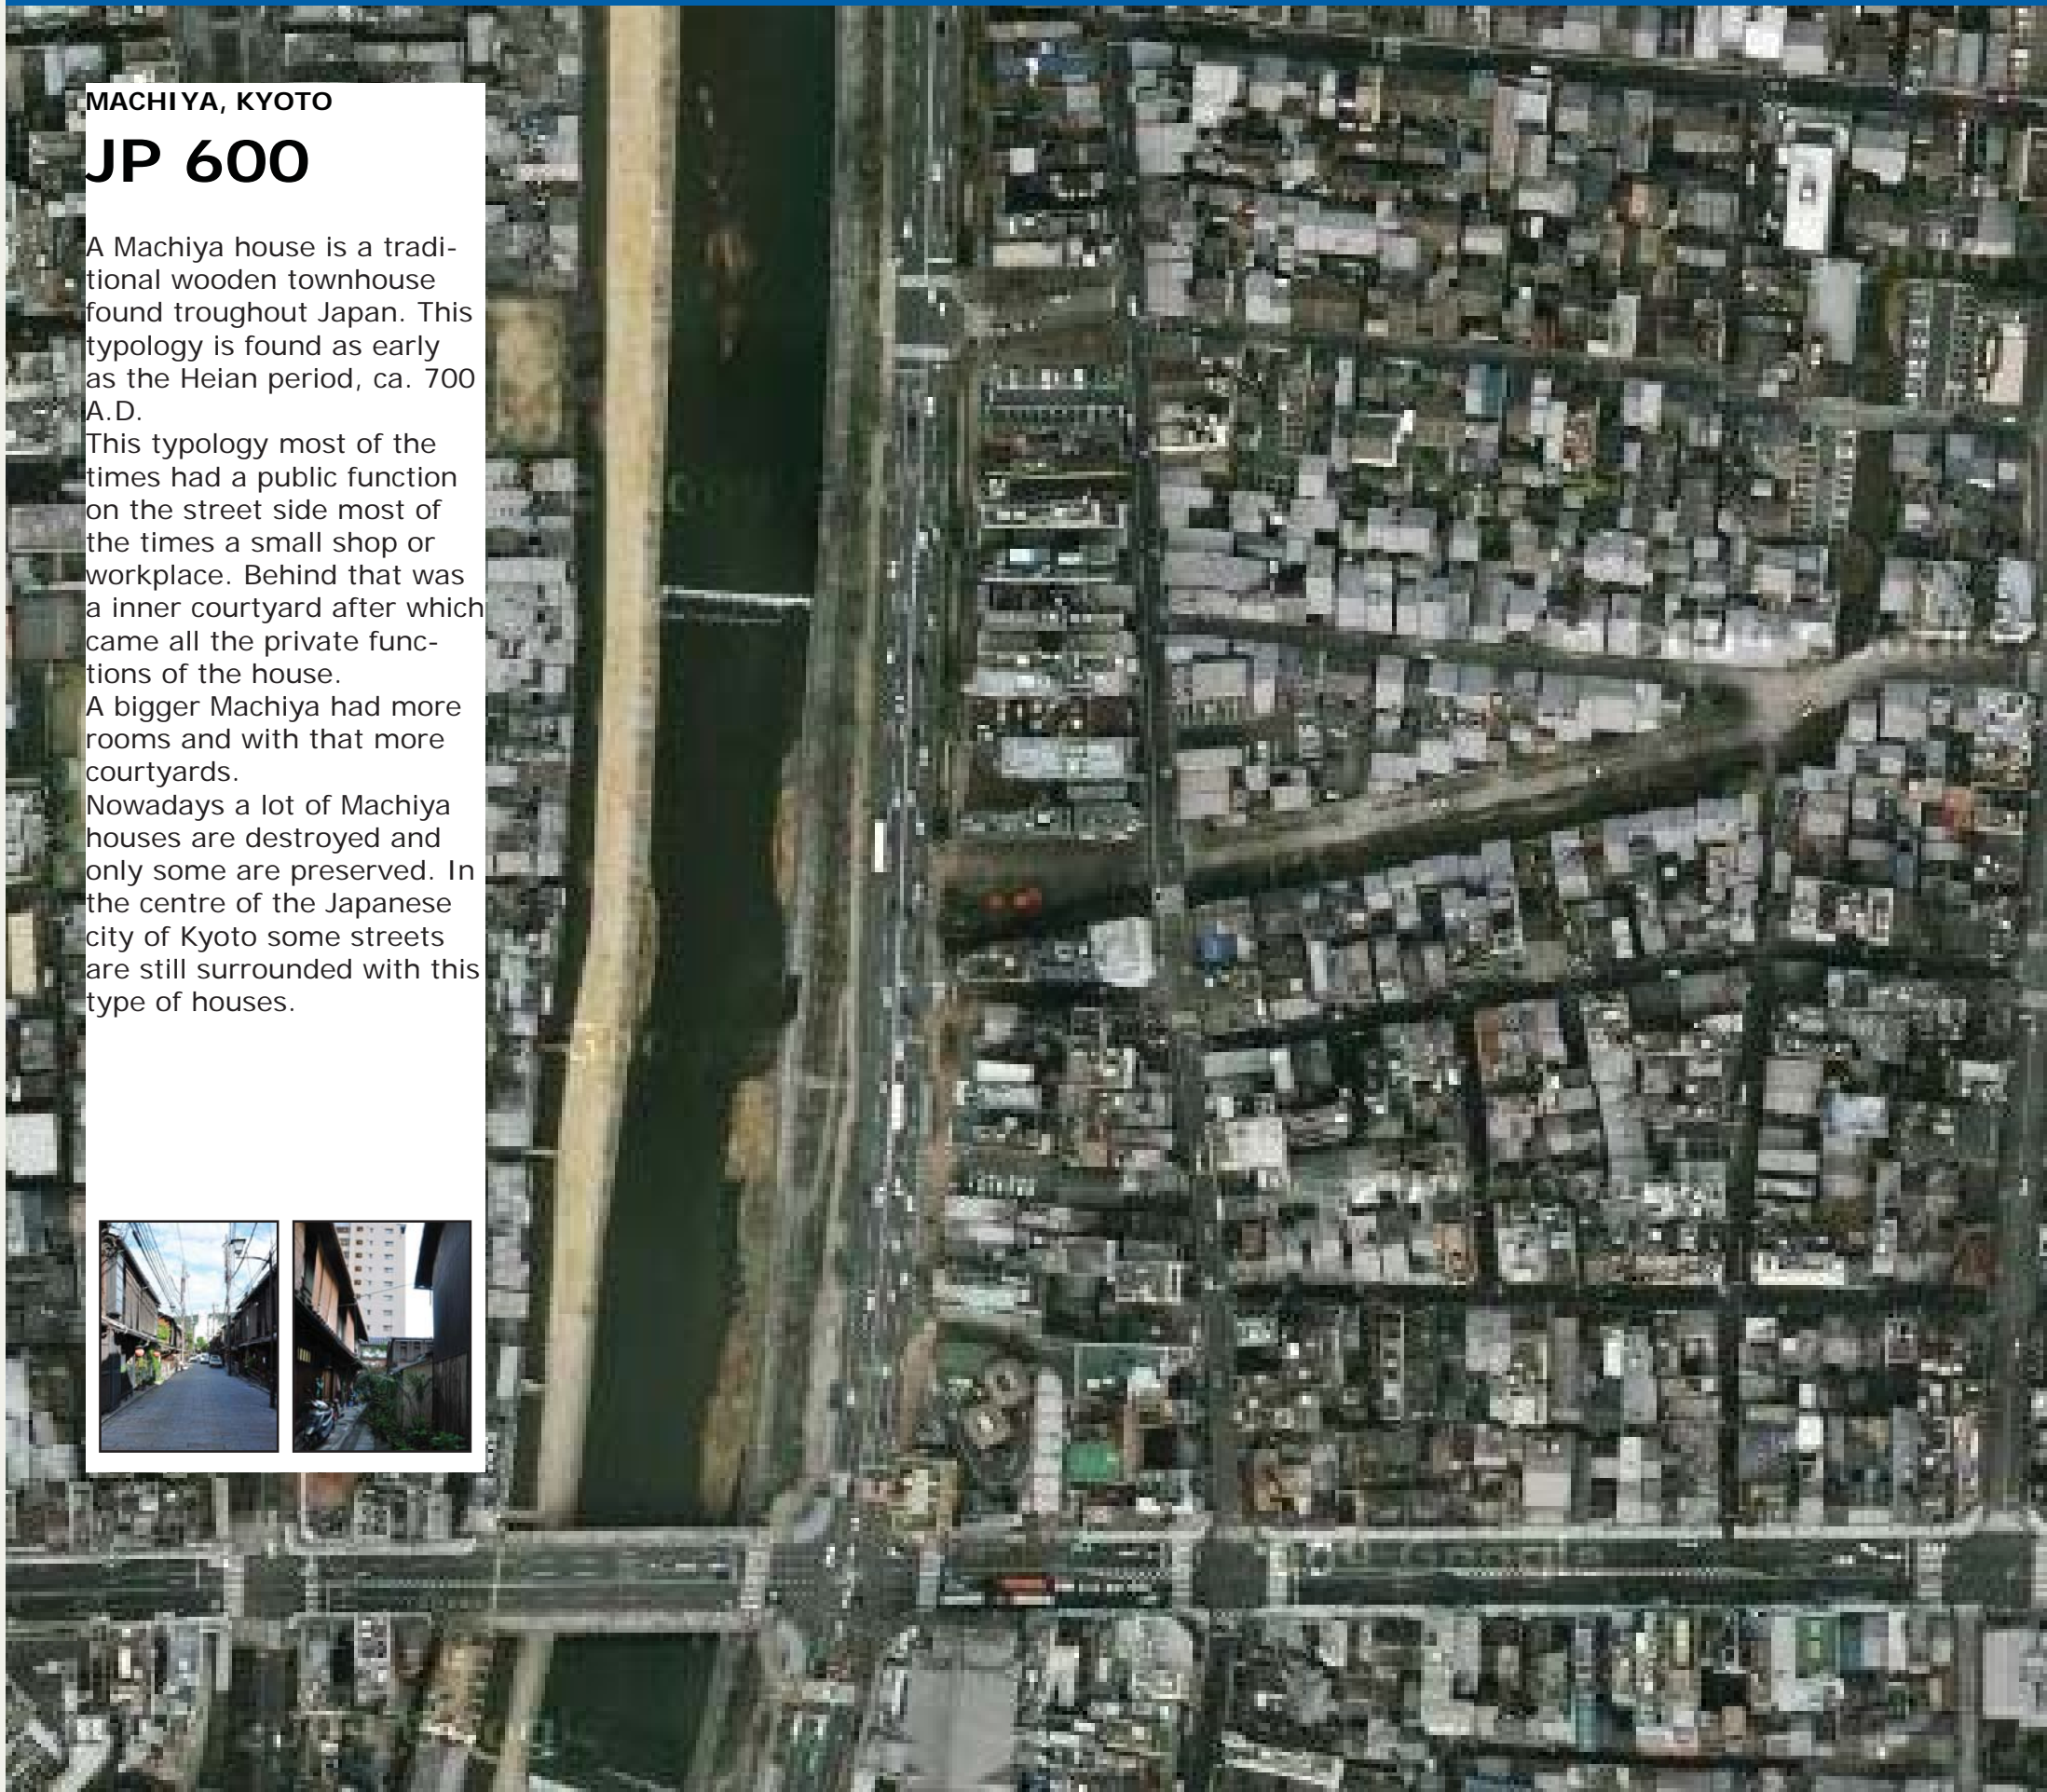 MACHIYA, KYOTO
JP 600
A Machiya house is a tradi-
tional wooden townhouse
found troughout Japan. This
typology is found as early
as the Heian period, ca. 700
A.D.
This typology most of the
times had a public function
on the street side most of
the times a small shop or
workplace. Behind that was
a inner courtyard after which
came all the private func-
tions of the house.
A bigger Machiya had more
rooms and with that more
courtyards.
Nowadays a lot of Machiya
houses are destroyed and
only some are preserved. In
the centre of the Japanese
city of Kyoto some streets
are still surrounded with this
type of houses.